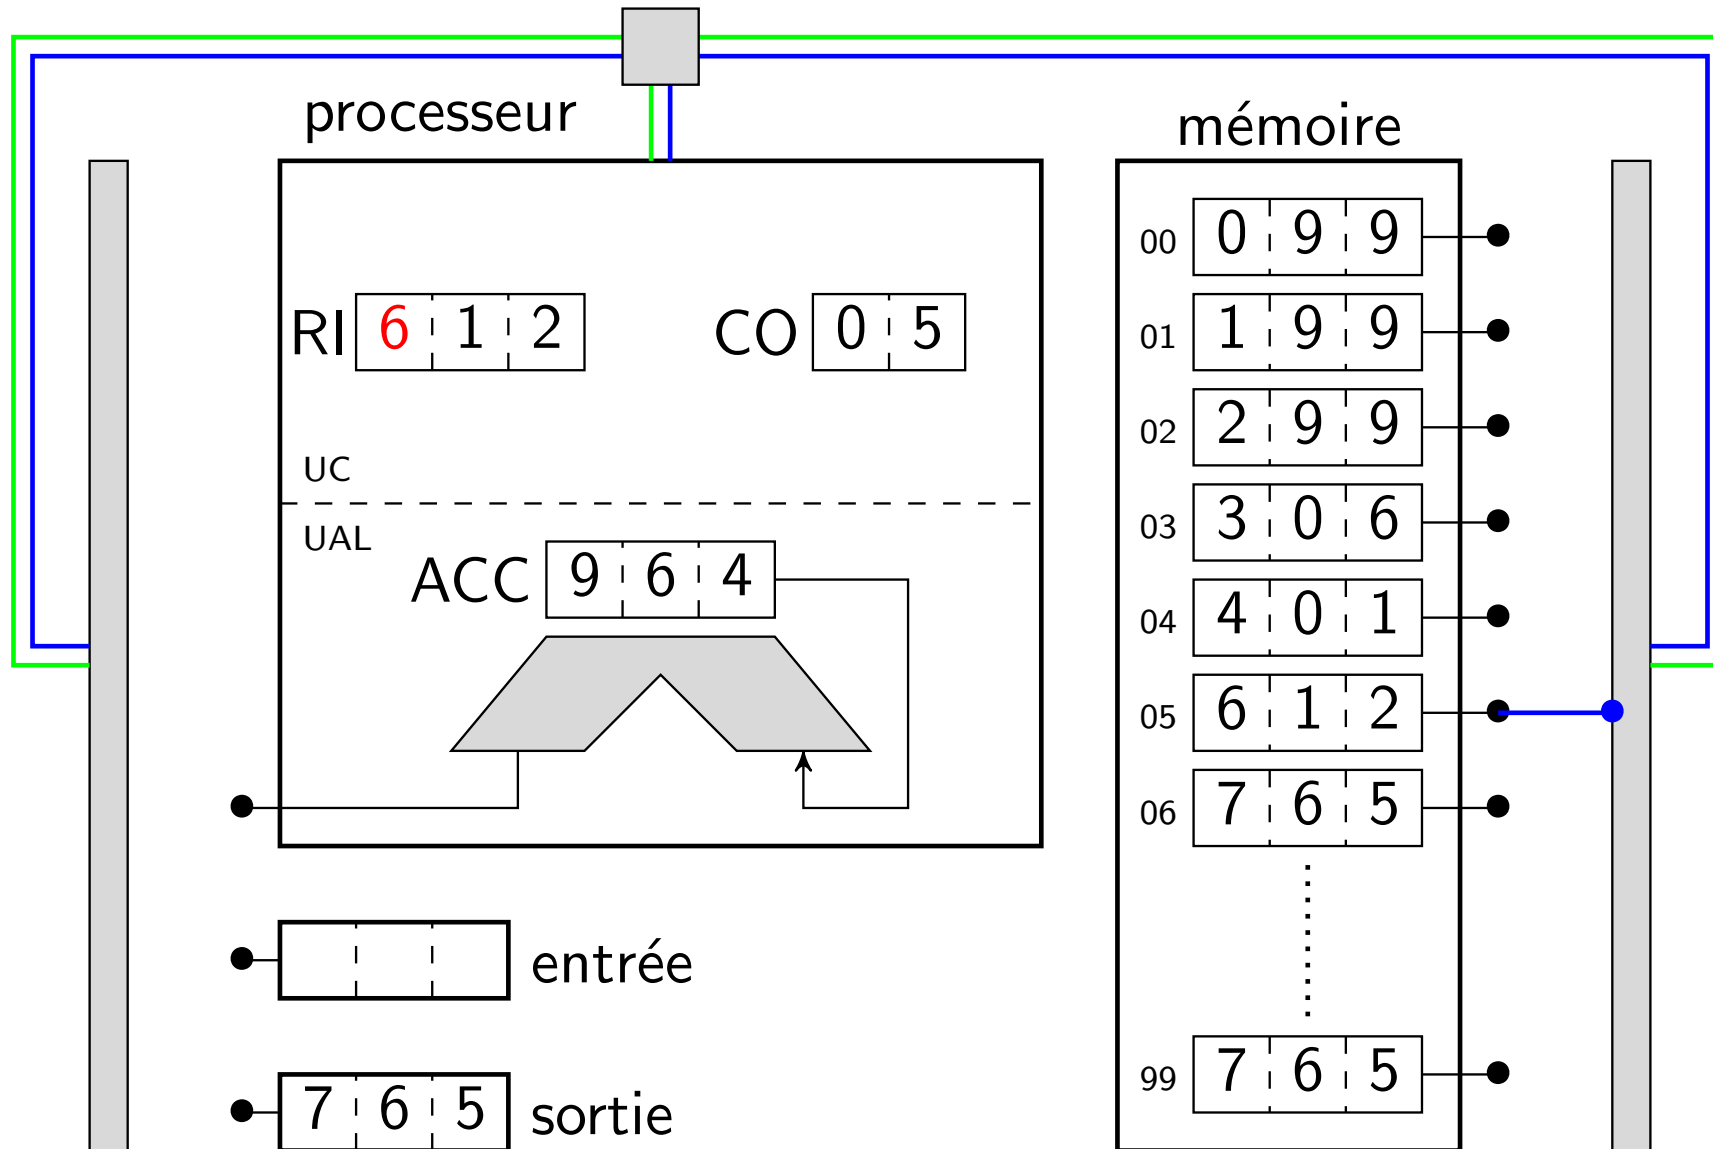 processeur
RI 6 1 2
CO 0 5
UC
UAL
ACC 9 6 4
entrée
7 6 5 sortie
mémoire
00 0 9 9
01 1 9 9
02 2 9 9
03 3 0 6
04 4 0 1
05 6 1 2
06 7 6 5
99 7 6 5